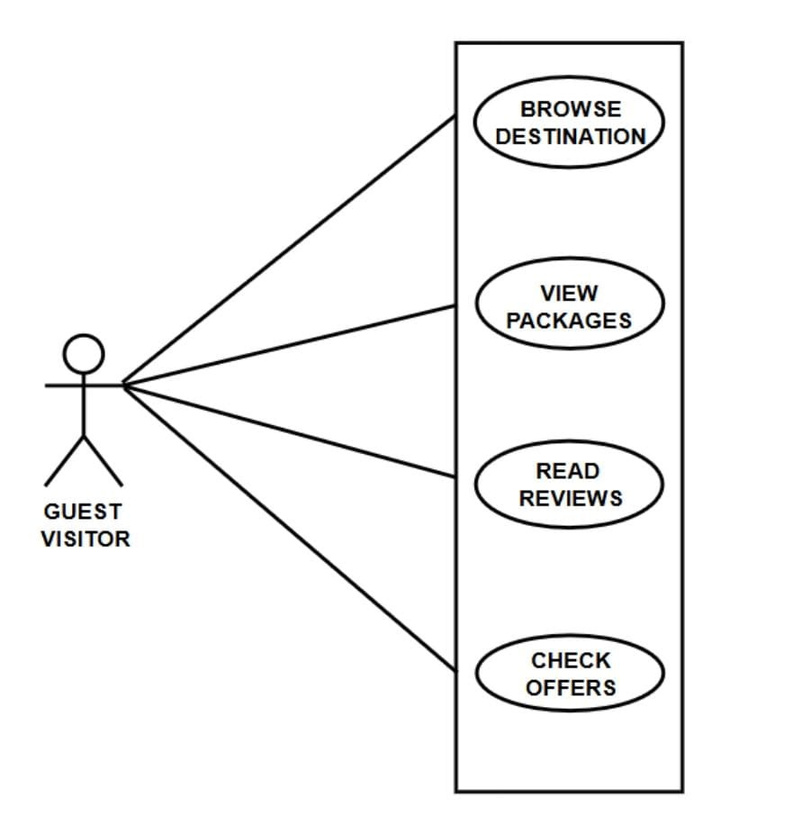 BROWSE
DESTINATION
VIEW
PACKAGES
READ
REVIEWS
CHECK
OFFERS
GUEST
VISITOR